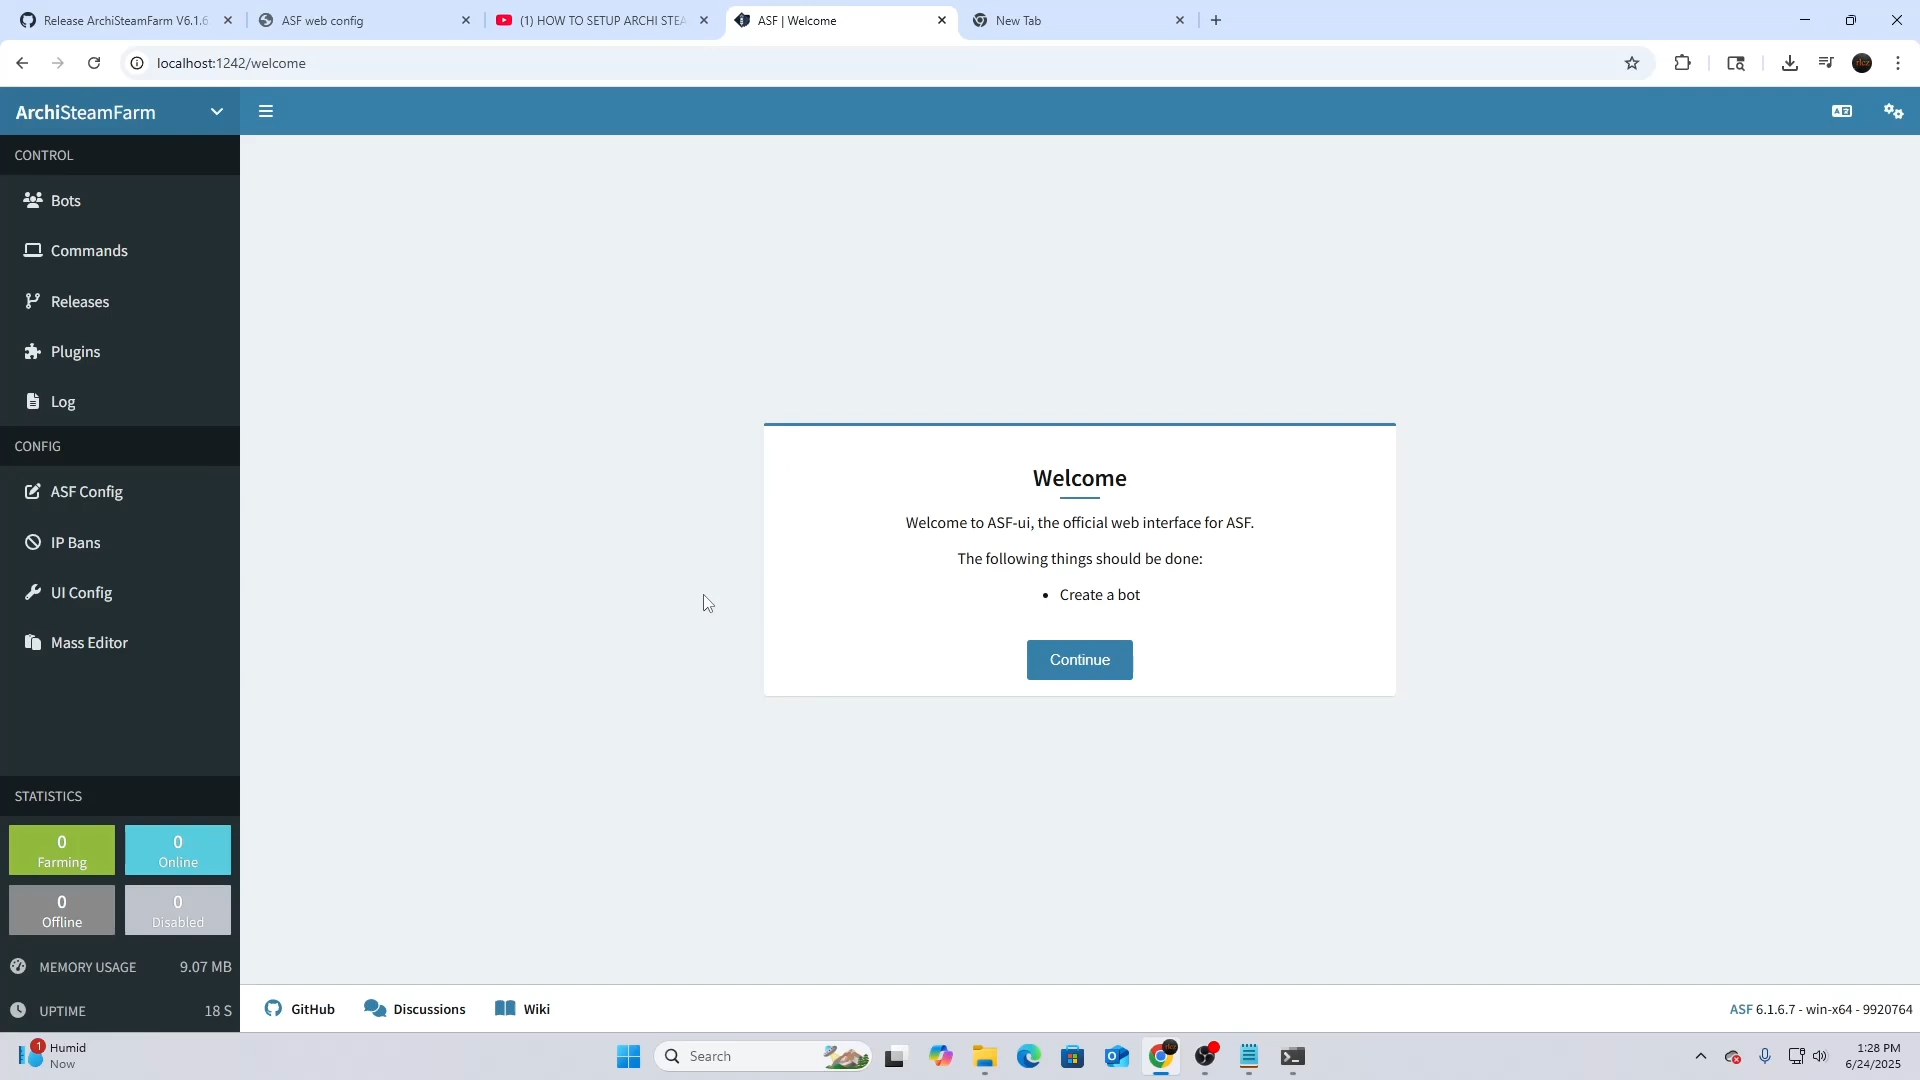 Release ArchiSteamFarm V6.1.6.
ASF web config
(1) HOW TO SETUP ARCHI STEA
ASF | Welcome
New Tab
localhost:1242/welcome
ArchiSteamFarm
CONTROL
Bots
Commands
Releases
Plugins
Log
CONFIG
ASF Config
IP Bans
UI Config
Mass Editor
Welcome
Welcome to ASF-ui, the official web interface for ASF.
The following things should be done:
• Create a bot
Continue
STATISTICS
0
Farming
0
Online
0
Offline
0
Disabled
MEMORY USAGE 9.07 MB
UPTIME 18 S
GitHub
Discussions
Wiki
ASF 6.1.6.7 - win-x64 - 9920764
1
Humid
Now
Search
1:28 PM
6/24/2025